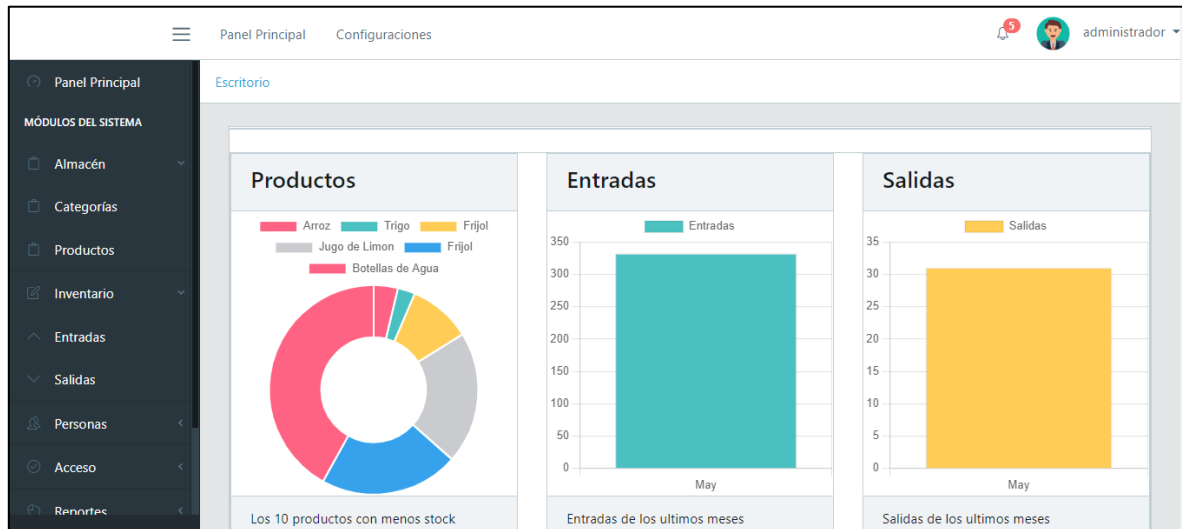 Panel Principal Configuraciones 5 administrador
Panel Principal
MÓDULOS DEL SISTEMA
Almacén
Categorías
Productos
Inventario
Entradas
Salidas
Personas
Acceso
Reportes
Escritorio
Productos
Arroz Trigo Frijol
Jugo de Limon Frijol
Botellas de Agua
Los 10 productos con menos stock
Entradas
Entradas
350
300
250
200
150
100
50
0
May
Entradas de los ultimos meses
Salidas
Salidas
35
30
25
20
15
10
5
0
May
Salidas de los ultimos meses